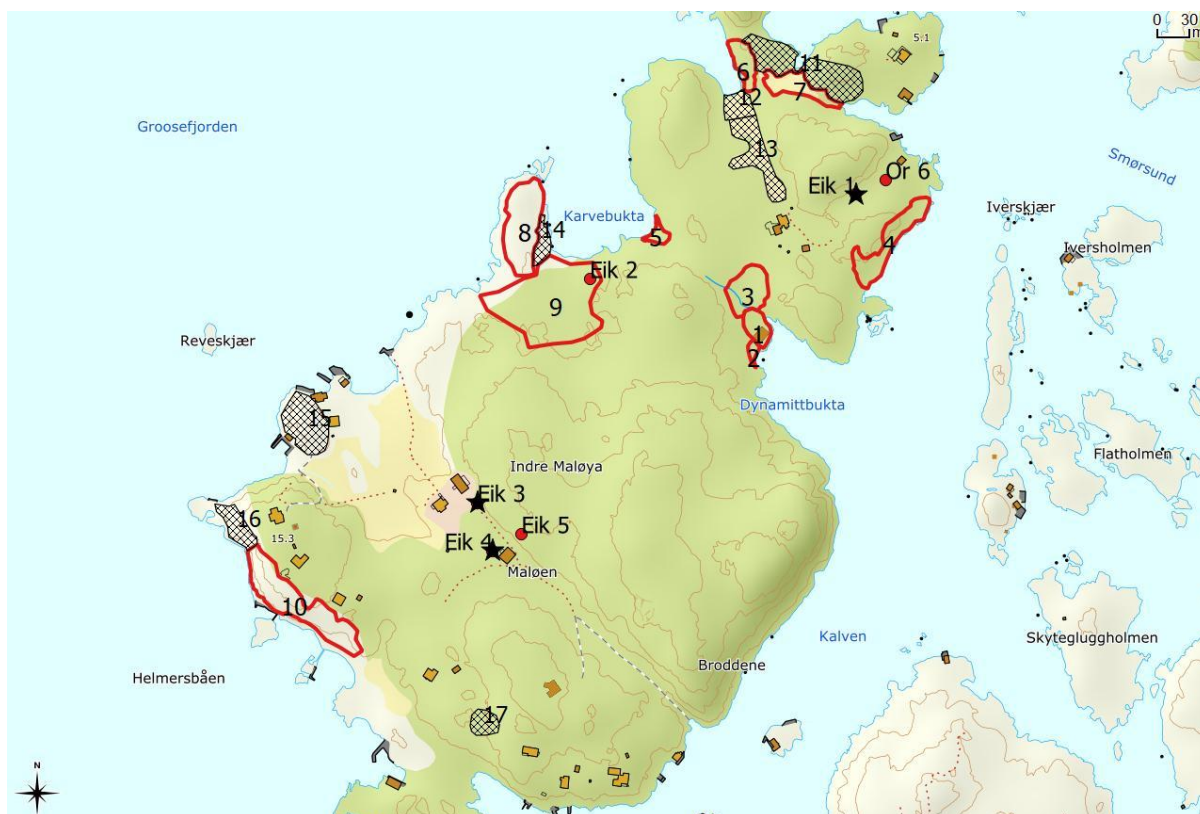 0 30
m
5.1
11
6
7
12
13
Groosefjorden
Smørsund
Or 6
Eik 1
Iverskjær
Karvebukta
8
14
5
4
Iversholmen
Eik 2
3
9
1
Reveskjær
2
Dynamittbukta
15
Flatholmen
Indre Maløya
Eik 3
16
Eik 5
15.3
Eik 4
Maløen
10
Kalven
Skytegluggholmen
Broddene
Helmersbåen
17
N